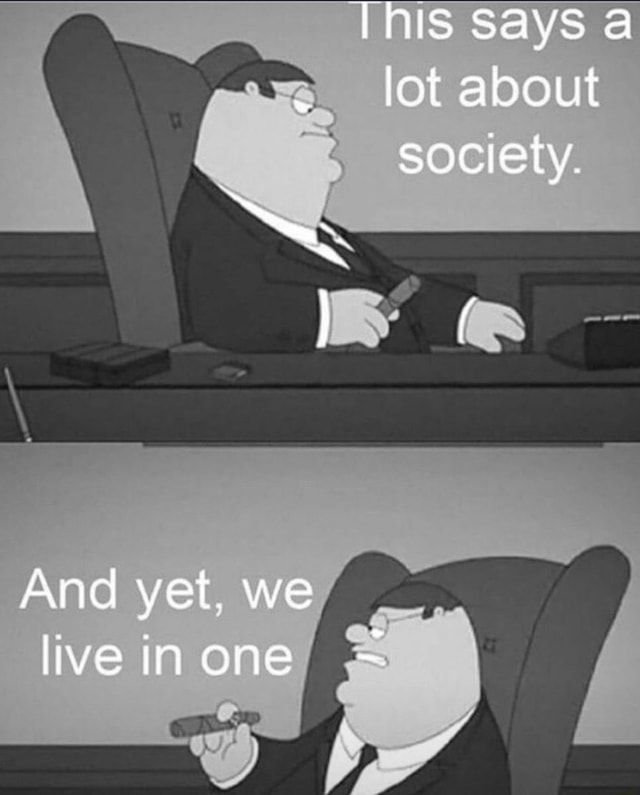 This says a
lot about
society.
And yet, we
live in one